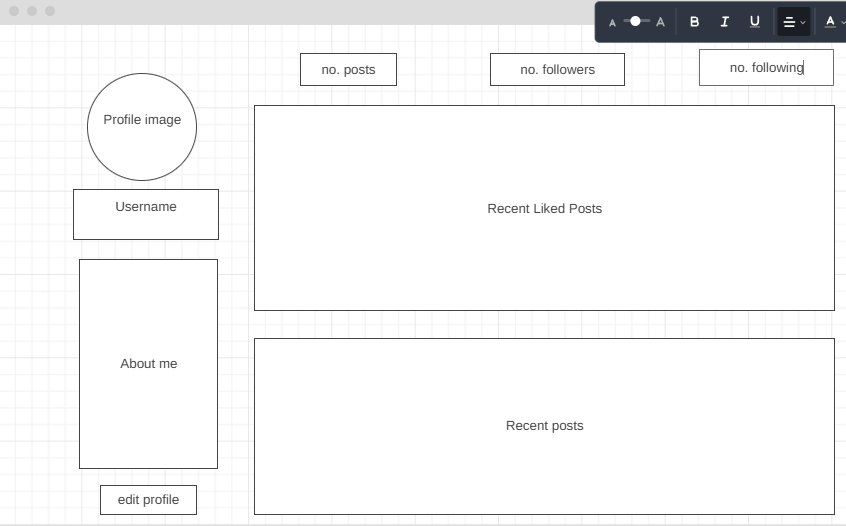 A A B I U A
no. posts
no. followers
no. following
Profile image
Username
Recent Liked Posts
About me
Recent posts
edit profile